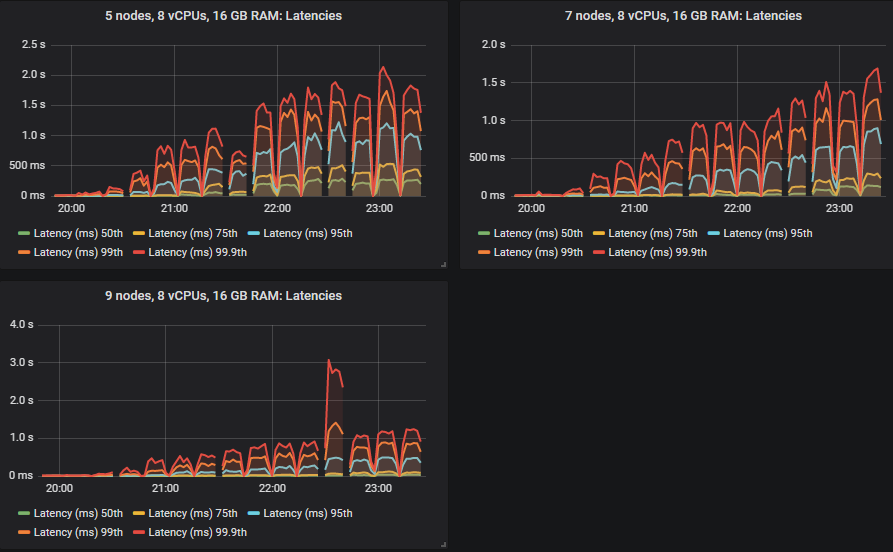 5 nodes, 8 vCPUs, 16 GB RAM: Latencies
2.5 s
2.0 s
1.5 s
1.0 s
500 ms
0 ms
20:00
21:00
22:00
23:00
Latency (ms) 50th Latency (ms) 75th Latency (ms) 95th
Latency (ms) 99th Latency (ms) 99.9th
7 nodes, 8 vCPUs, 16 GB RAM: Latencies
2.0 s
1.5 s
1.0 s
500 ms
0 ms
20:00
21:00
22:00
23:00
Latency (ms) 50th Latency (ms) 75th Latency (ms) 95th
Latency (ms) 99th Latency (ms) 99.9th
9 nodes, 8 vCPUs, 16 GB RAM: Latencies
4.0 s
3.0 s
2.0 s
1.0 s
0 ms
20:00
21:00
22:00
23:00
Latency (ms) 50th Latency (ms) 75th Latency (ms) 95th
Latency (ms) 99th Latency (ms) 99.9th